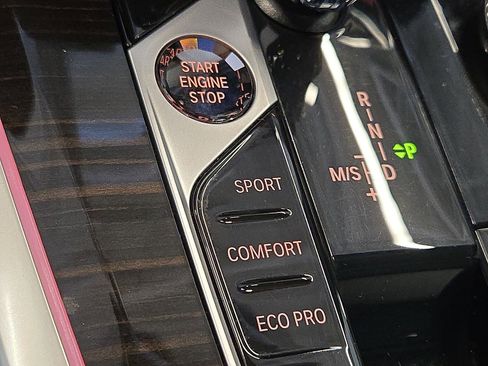 START
ENGINE
STOP
SPORT
COMFORT
ECO PRO
R
N
P
M/S
D
+